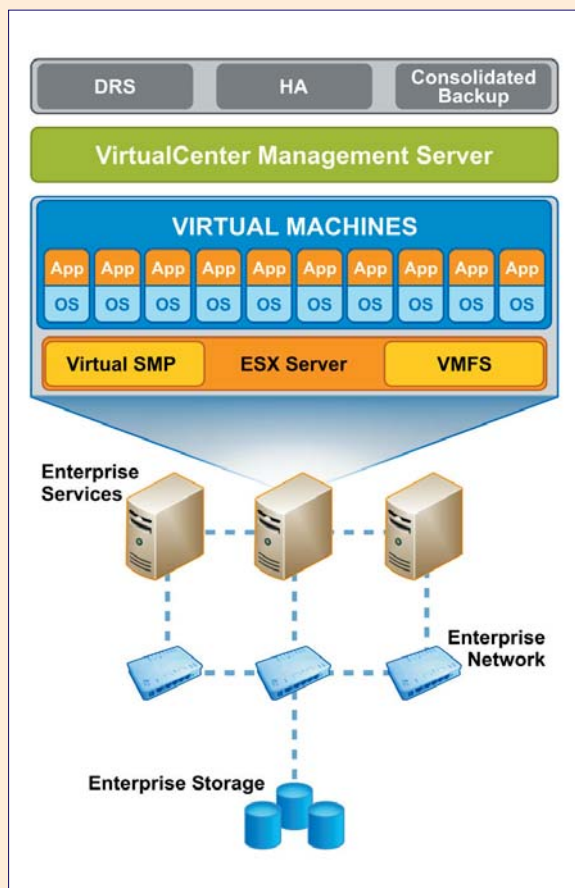 DRS
HA
Consolidated
Backup
VirtualCenter Management Server
VIRTUAL MACHINES
App App App App App App App App App App
OS OS OS OS OS OS OS OS OS OS
Virtual SMP
ESX Server
VMFS
Enterprise
Services
Enterprise
Network
Enterprise Storage